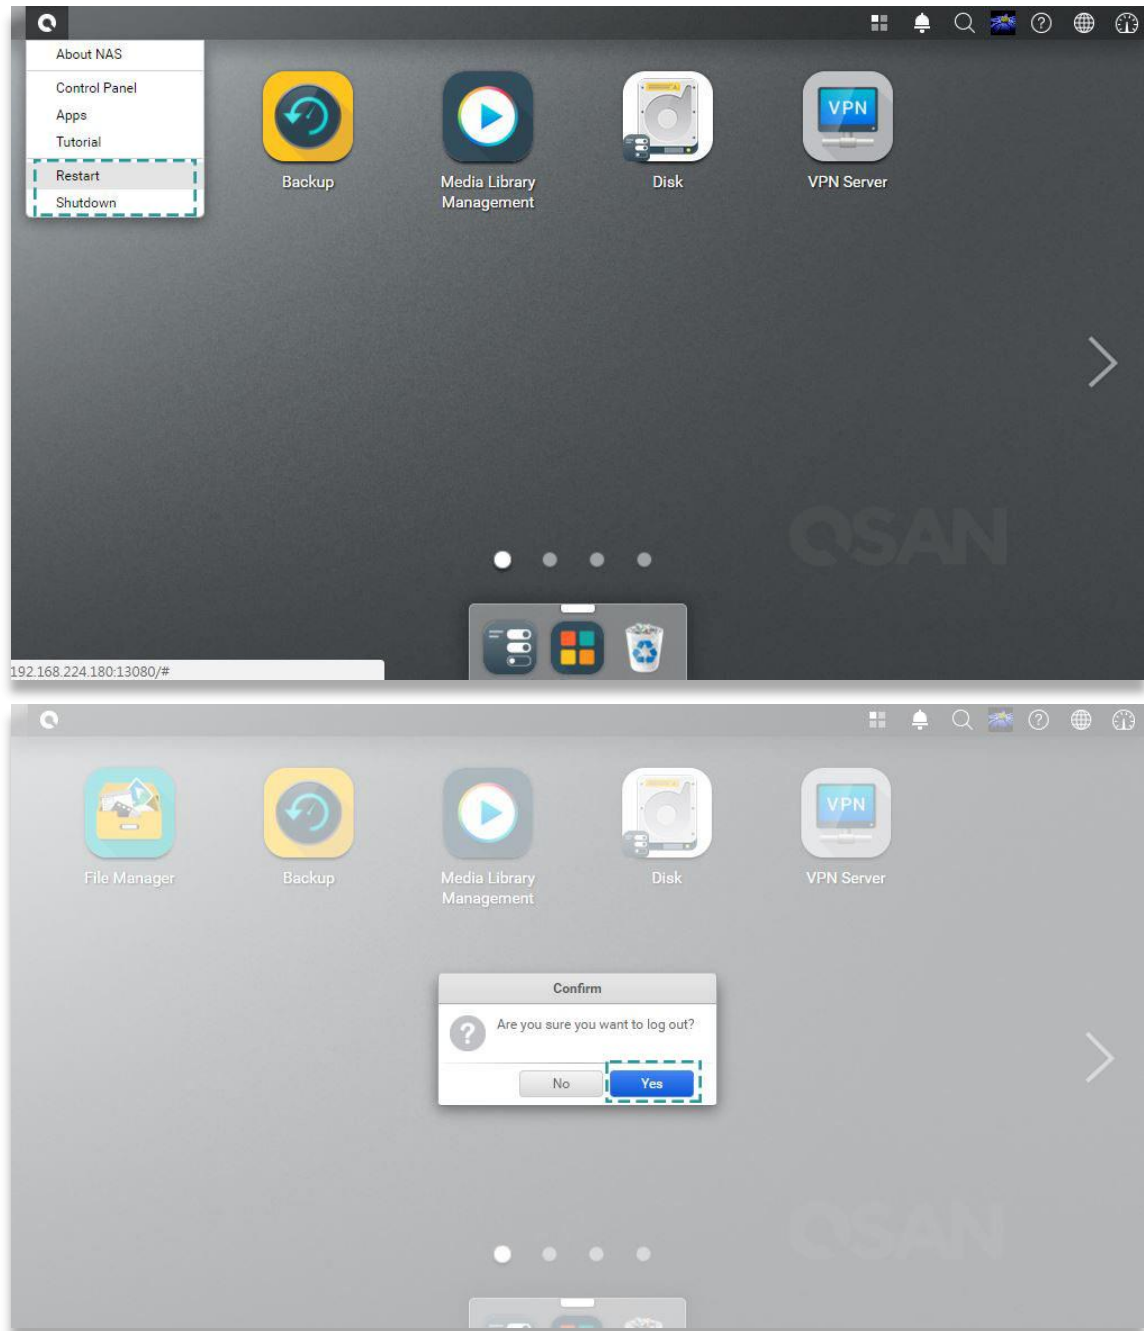 About NAS
Control Panel
Apps
Tutorial
Restart
Shutdown
VPN
Backup
Media Library
Management
Disk
VPN Server
QSAN
192.168.224.180:13080/#
VPN
File Manager
Backup
Media Library
Management
Disk
VPN Server
Confirm
Are you sure you want to log out?
No
Yes
QSAN